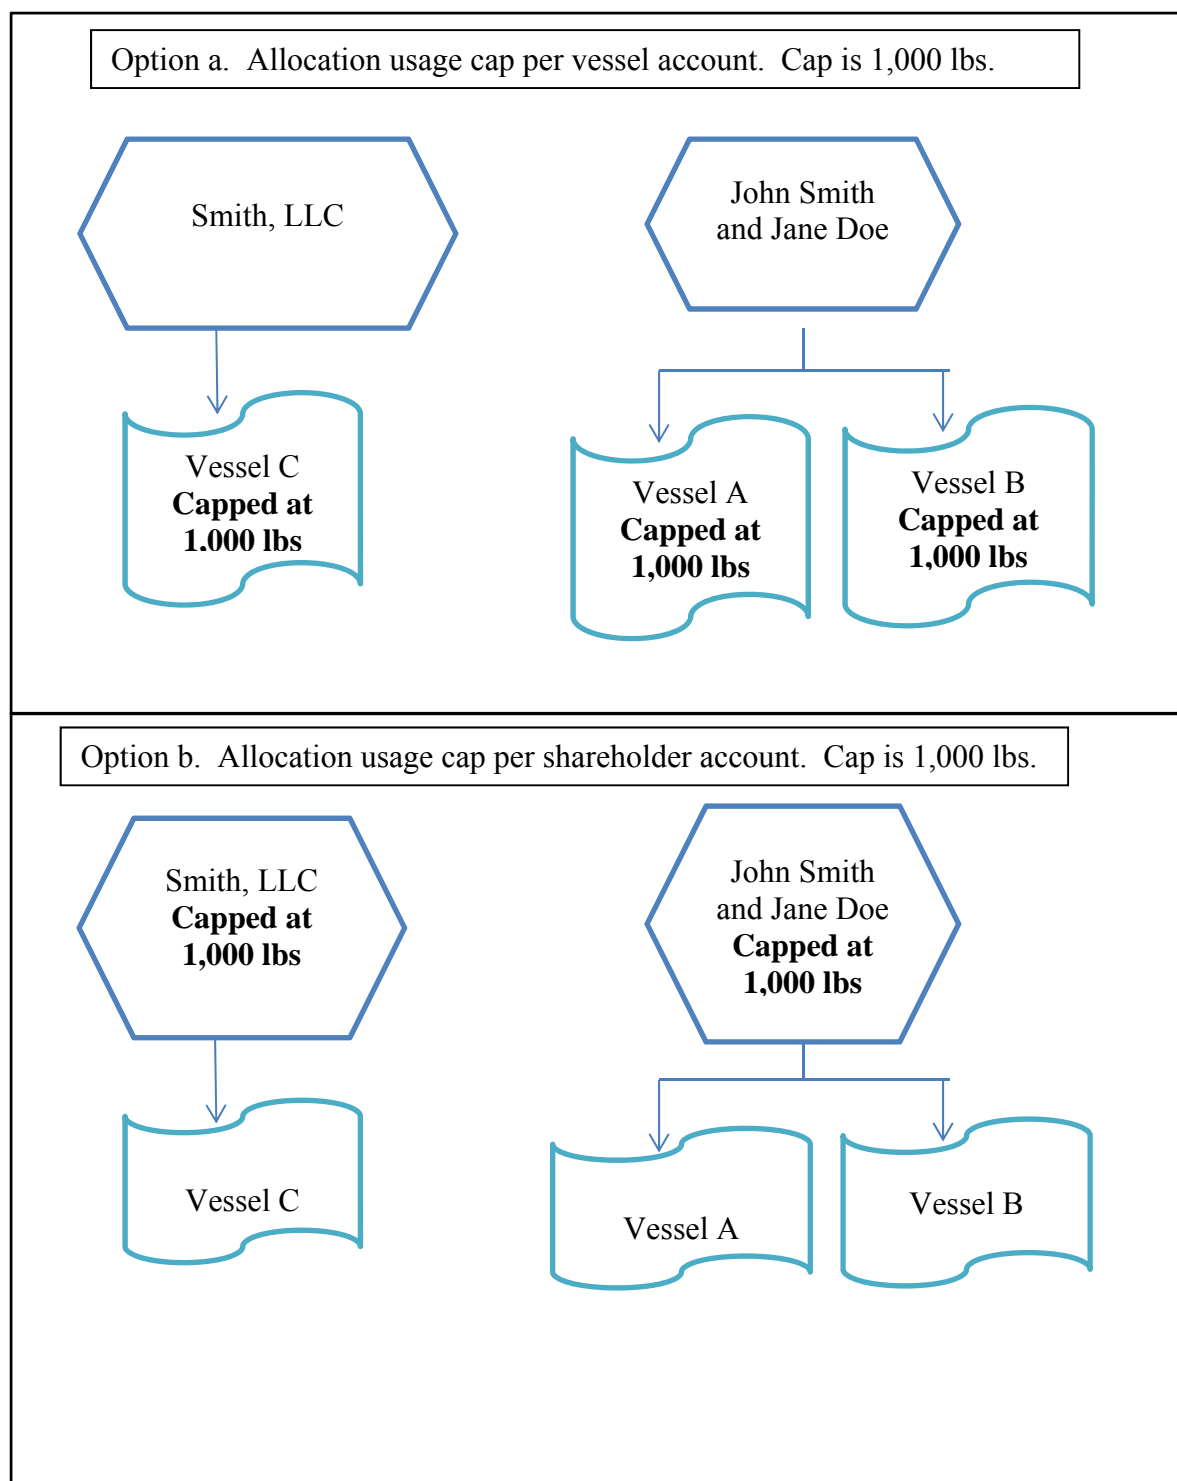 Option a.  Allocation usage cap per vessel account.  Cap is 1,000 lbs.
Smith, LLC
John Smith
and Jane Doe
Vessel C
Capped at
1,000 lbs
Vessel A
Capped at
1,000 lbs
Vessel B
Capped at
1,000 lbs
Option b.  Allocation usage cap per shareholder account.  Cap is 1,000 lbs.
Smith, LLC
Capped at
1,000 lbs
John Smith
and Jane Doe
Capped at
1,000 lbs
Vessel C
Vessel A
Vessel B